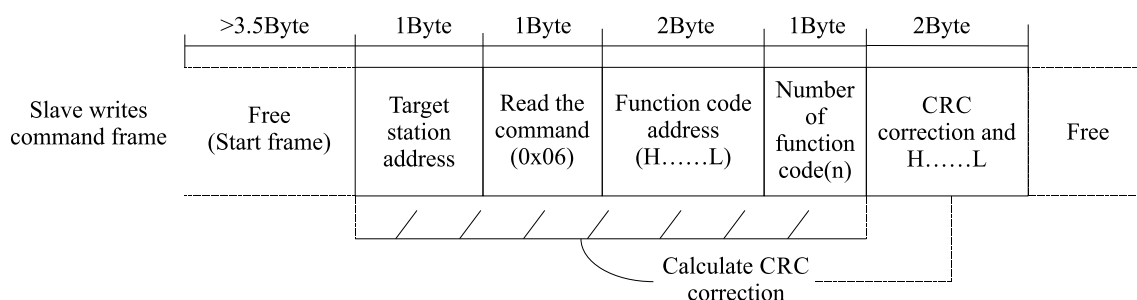 >3.5Byte 1Byte 1Byte 2Byte 1Byte 2Byte
Slave writes
command frame
Free
(Start frame)
Target
station
address
Read the
command
(0x06)
Function code
address
(H……L)
Number
of
function
code(n)
CRC
correction and
H……L
Free
Calculate CRC
correction